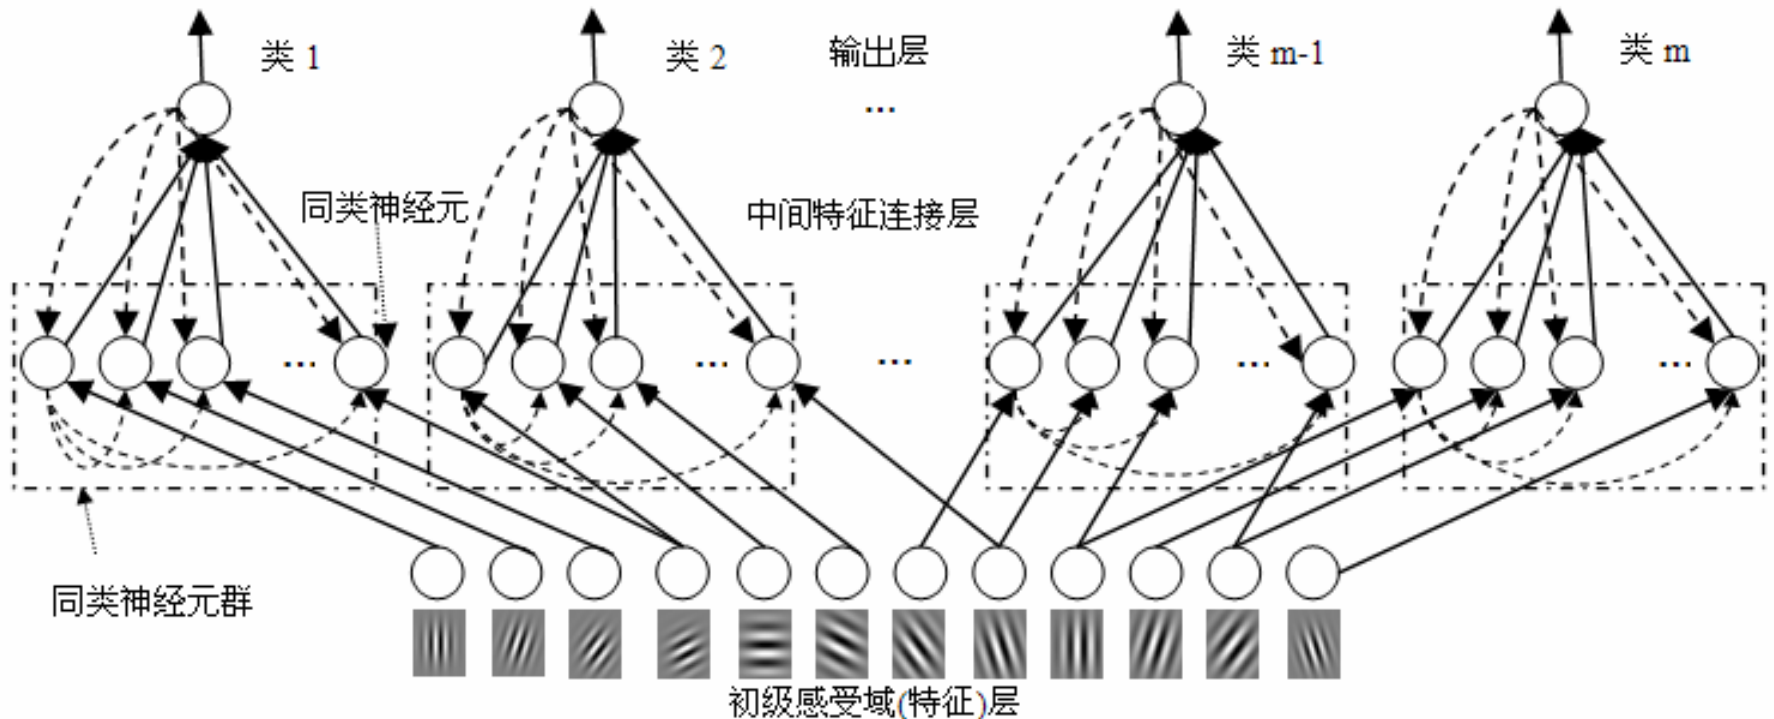 类 1
类 2
输出层
类 m-1
类 m
...
同类神经元
中间特征连接层
...
...
...
...
...
同类神经元群
初级感受域(特征)层